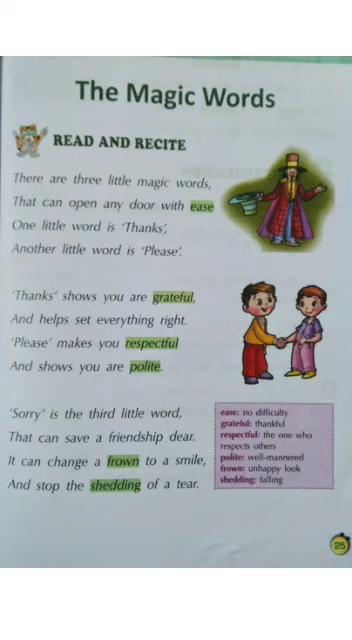 The Magic Words
READ AND RECITE
There are three little magic words,
That can open any door with ease
One little word is 'Thanks',
Another little word is 'Please'.
'Thanks' shows you are grateful,
And helps set everything right.
'Please' makes you respectful
And shows you are polite.
'Sorry' is the third little word,
That can save a friendship dear.
It can change a frown to a smile,
And stop the shedding of a tear.
ease: no difficulty
grateful: thankful
respectful: the one who
respects others
polite: well-mannered
frown: unhappy look
shedding: falling
25